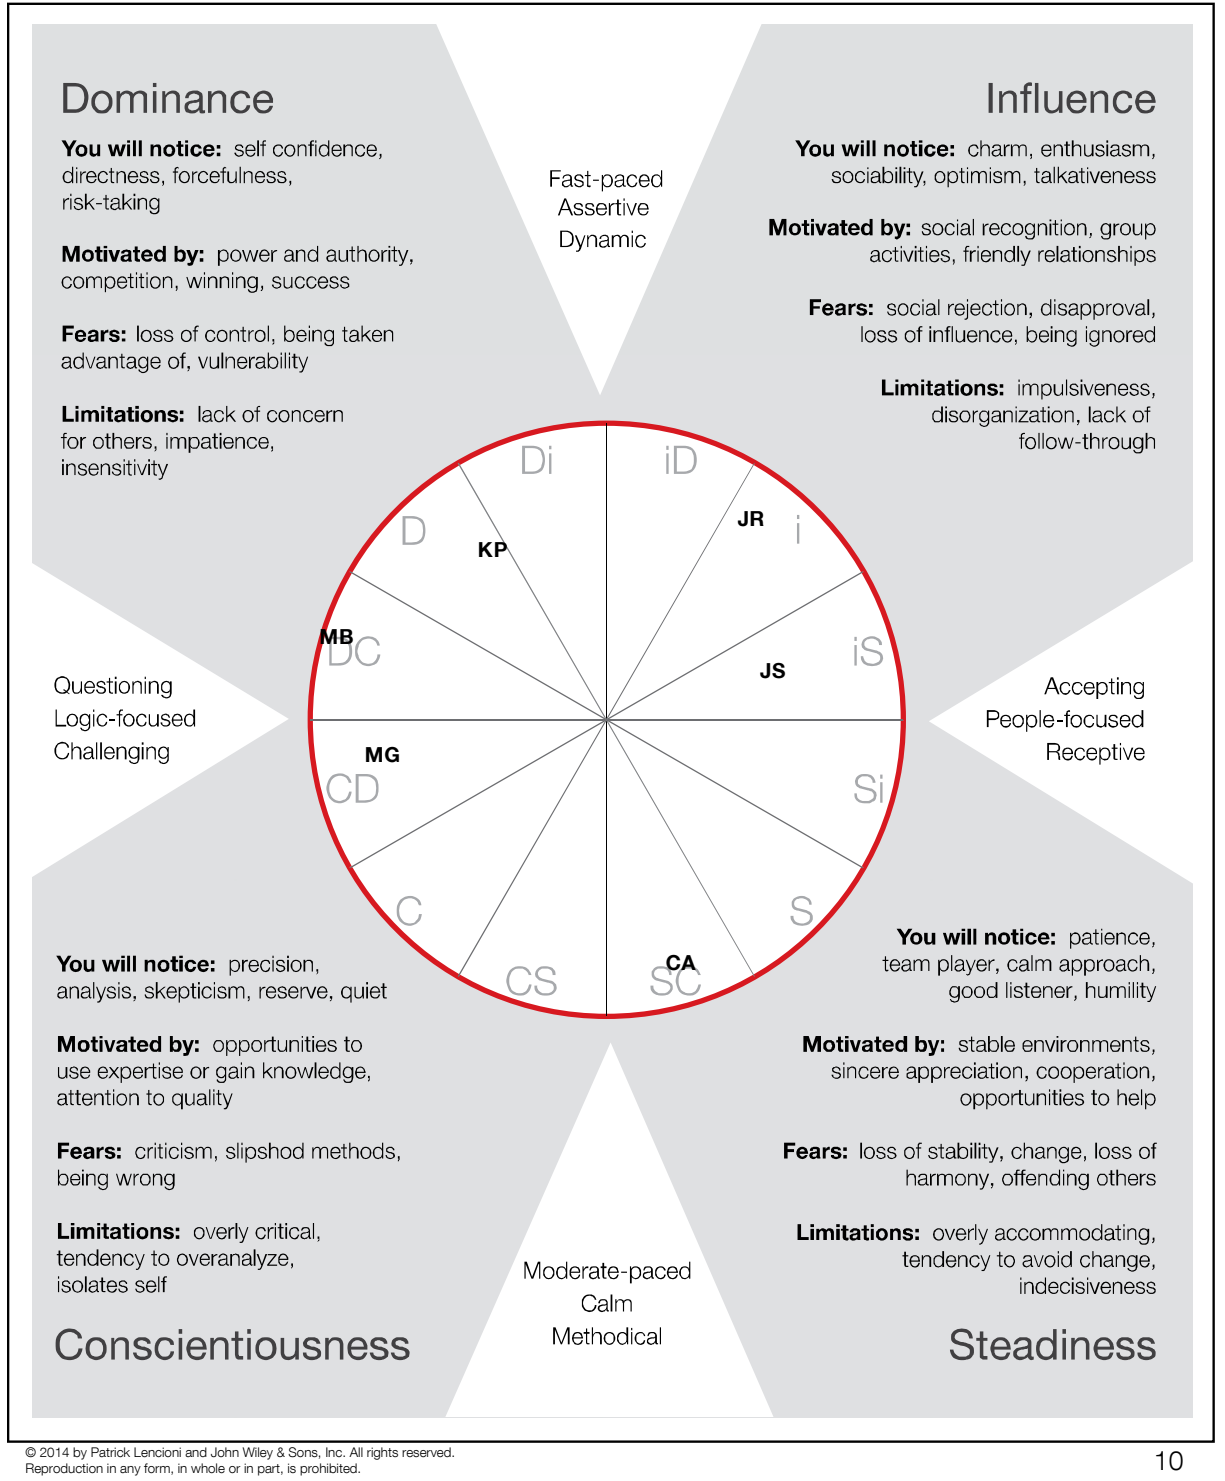 Dominance
You will notice: self confidence,
directness, forcefulness,
risk-taking
Motivated by: power and authority,
competition, winning, success
Fears: loss of control, being taken
advantage of, vulnerability
Limitations: lack of concern
for others, impatience,
insensitivity
Fast-paced
Assertive
Dynamic
Influence
You will notice: charm, enthusiasm,
sociability, optimism, talkativeness
Motivated by: social recognition, group
activities, friendly relationships
Fears: social rejection, disapproval,
loss of influence, being ignored
Limitations: impulsiveness,
disorganization, lack of
follow-through
Di
iD
D
KP
JR
i
MB
DC
JS
iS
Questioning
Logic-focused
Challenging
Accepting
People-focused
Receptive
MG
CD
Si
C
S
CS
CA
SC
You will notice: precision,
analysis, skepticism, reserve, quiet
Motivated by: opportunities to
use expertise or gain knowledge,
attention to quality
Fears: criticism, slipshod methods,
being wrong
Limitations: overly critical,
tendency to overanalyze,
isolates self
Conscientiousness
Moderate-paced
Calm
Methodical
You will notice: patience,
team player, calm approach,
good listener, humility
Motivated by: stable environments,
sincere appreciation, cooperation,
opportunities to help
Fears: loss of stability, change, loss of
harmony, offending others
Limitations: overly accommodating,
tendency to avoid change,
indecisiveness
Steadiness
© 2014 by Patrick Lencioni and John Wiley & Sons, Inc. All rights reserved.
Reproduction in any form, in whole or in part, is prohibited.
10